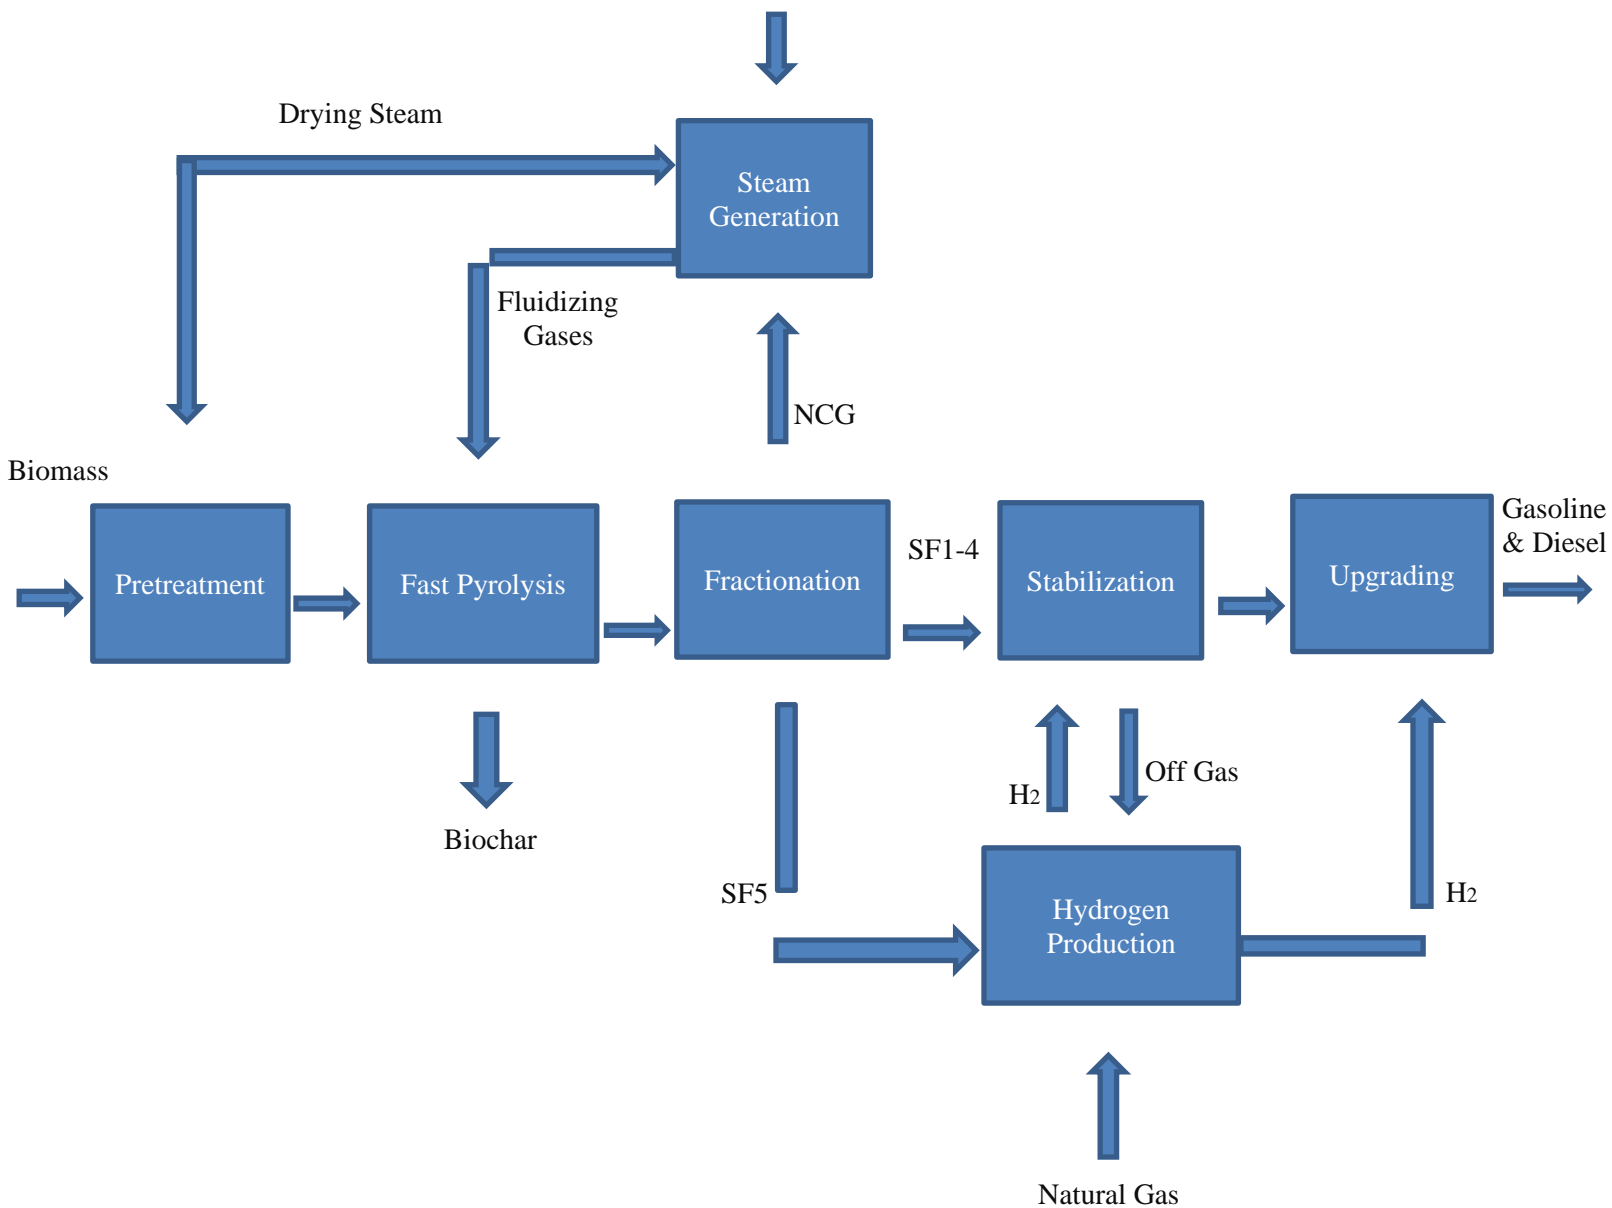 Drying Steam
Steam
Generation
Fluidizing
Gases
NCG
Biomass
Pretreatment
Fast Pyrolysis
Fractionation
SF1-4
Stabilization
Upgrading
Gasoline
& Diesel
Biochar
H2
Off Gas
SF5
Hydrogen
Production
H2
Natural Gas